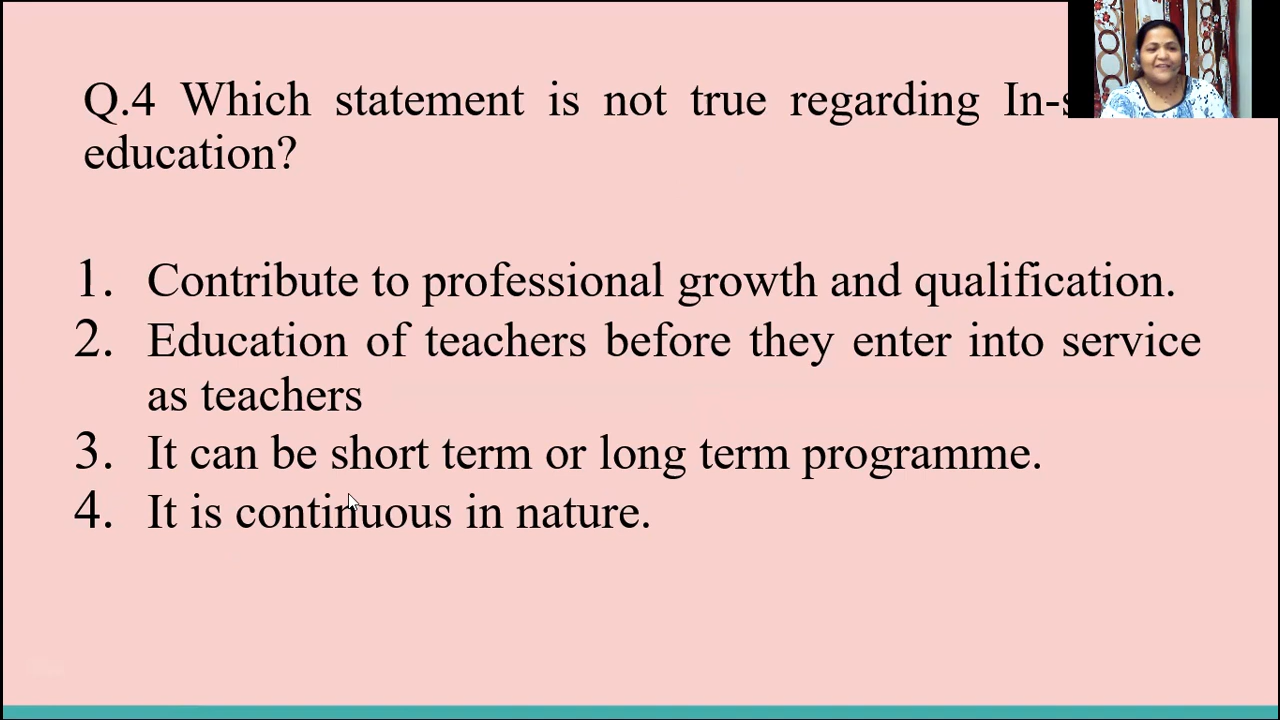 Q.4 Which statement is not true regarding
education?
1. Contribute to professional growth and qualification.
2. Education of teachers before they enter into service
as teachers
3. It can be short term or long term programme.
4. It is continuous in nature.